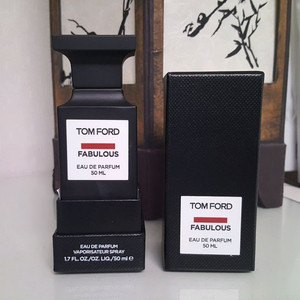 TOM FORD
FABULOUS
EAU DE PARFUM
50 ML
EAU DE PARFUM
VAPORISATEUR SPRAY
1.7 FL.OZ./OZ.LIQ./50 ml ℮
TOM FORD
FABULOUS
EAU DE PARFUM
50 ML